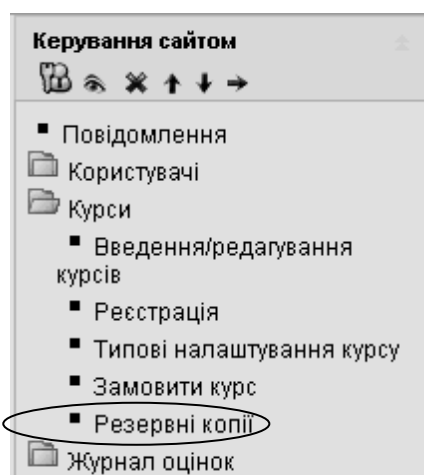 Керування сайтом
Повідомлення
Користувачі
Курси
Введення/редагування
курсів
Реєстрація
Типові налаштування курсу
Замовити курс
Резервні копії
Журнал оцінок